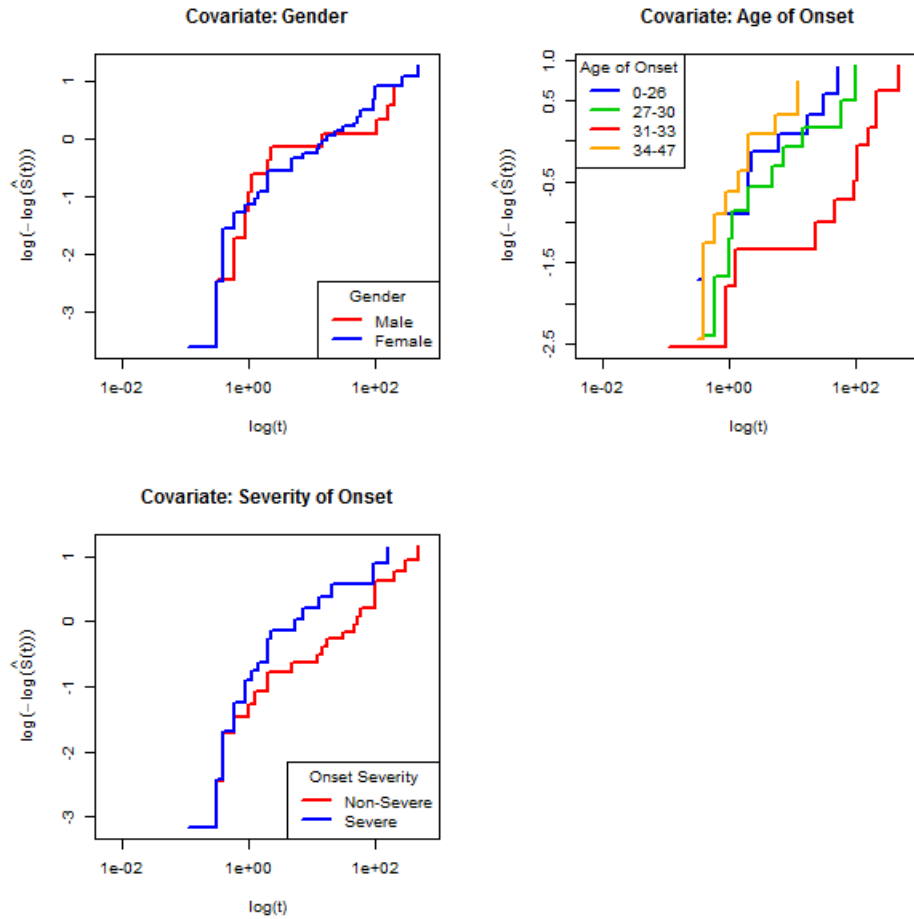 Covariate: Gender
log(−log(Ŝ(t)))
1
0
-1
-2
-3
Gender
Male
Female
1e-02
1e+00
1e+02
log(t)
Covariate: Age of Onset
log(−log(Ŝ(t)))
1.0
0.5
-0.5
-1.5
-2.5
Age of Onset
0-26
27-30
31-33
34-47
1e-02
1e+00
1e+02
log(t)
Covariate: Severity of Onset
log(−log(Ŝ(t)))
1
0
-1
-2
-3
Onset Severity
Non-Severe
Severe
1e-02
1e+00
1e+02
log(t)